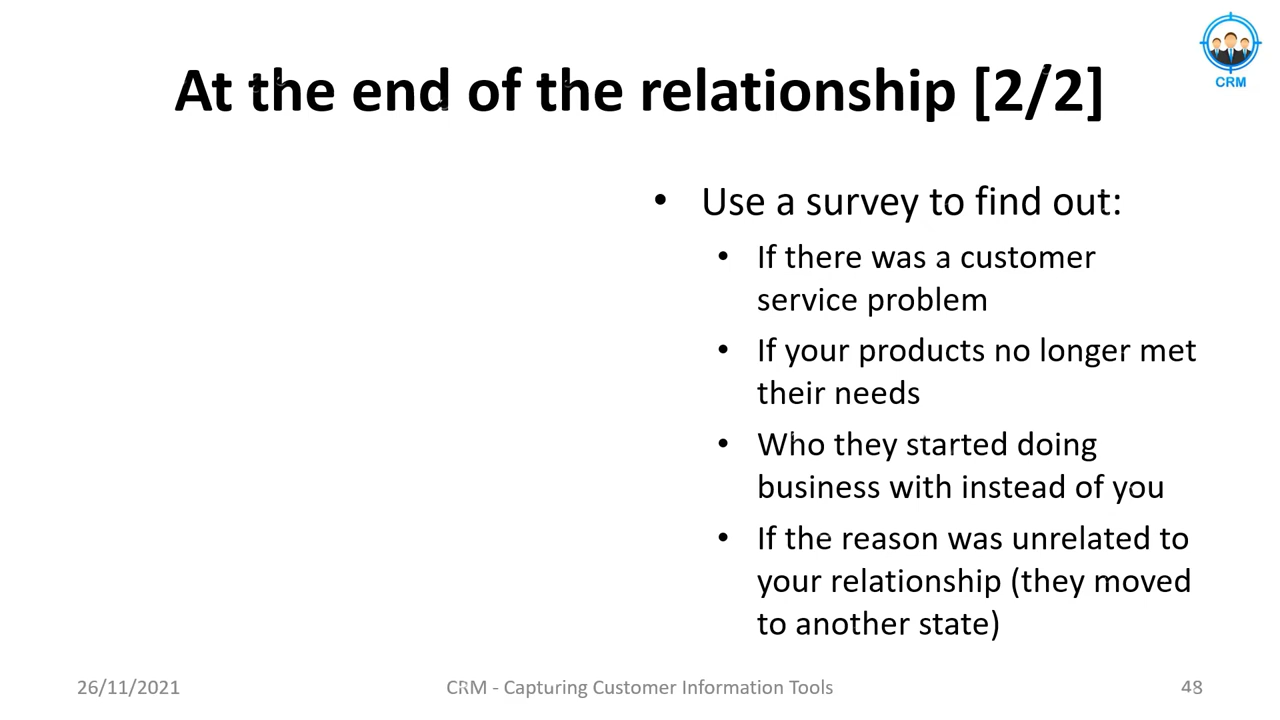 CRM
At the end of the relationship [2/2]
• Use a survey to find out:
• If there was a customer
service problem
• If your products no longer met
their needs
• Who they started doing
business with instead of you
• If the reason was unrelated to
your relationship (they moved
to another state)
26/11/2021
CRM - Capturing Customer Information Tools
48